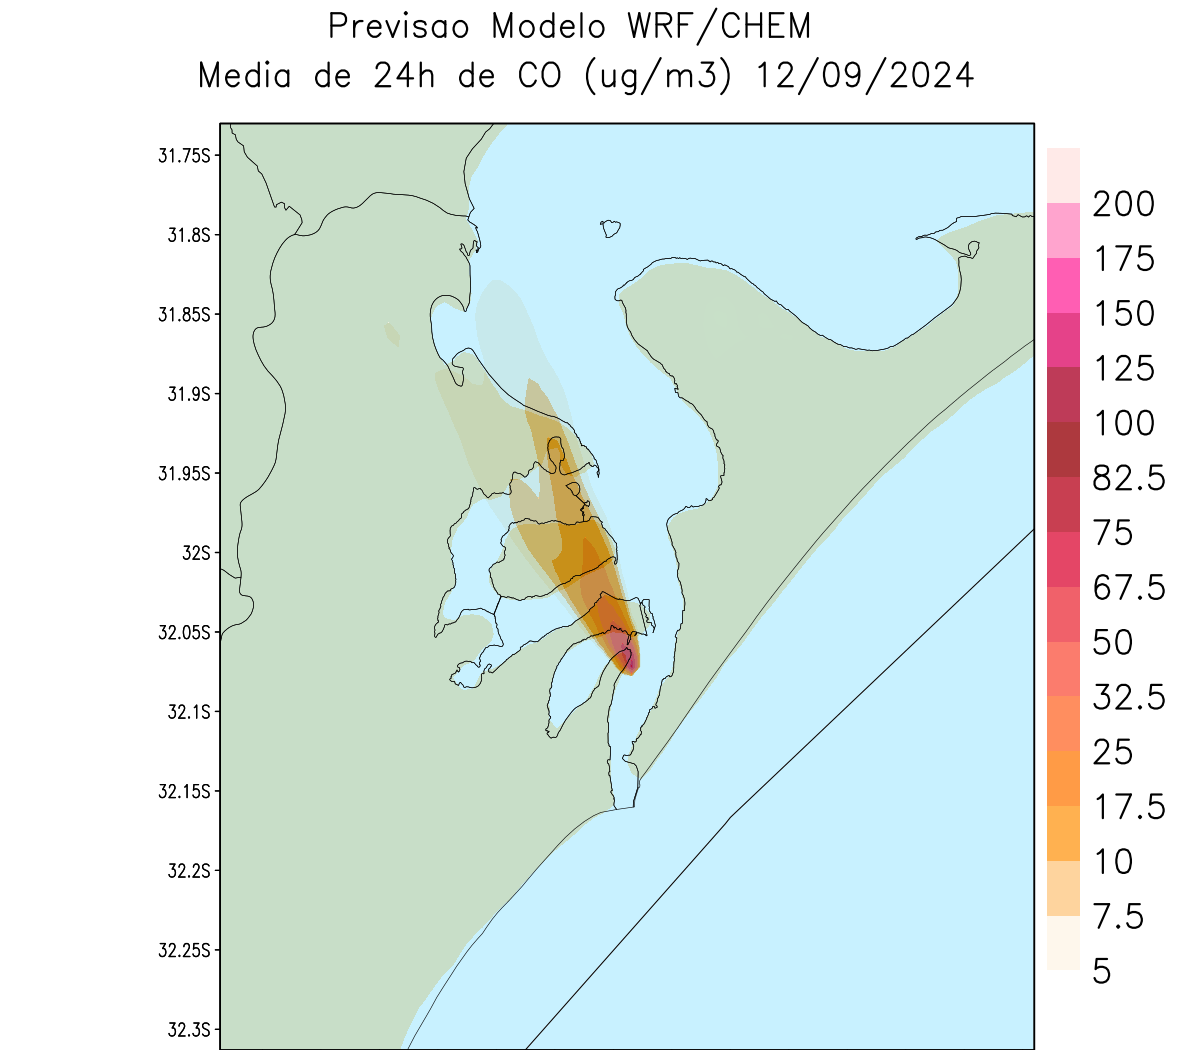 Previsao Modelo WRF/CHEM
Media de 24h de CO (ug/m3) 12/09/2024
31.75S
31.8S
31.85S
31.9S
31.95S
32S
32.05S
32.1S
32.15S
32.2S
32.25S
32.3S
200
175
150
125
100
82.5
75
67.5
50
32.5
25
17.5
10
7.5
5